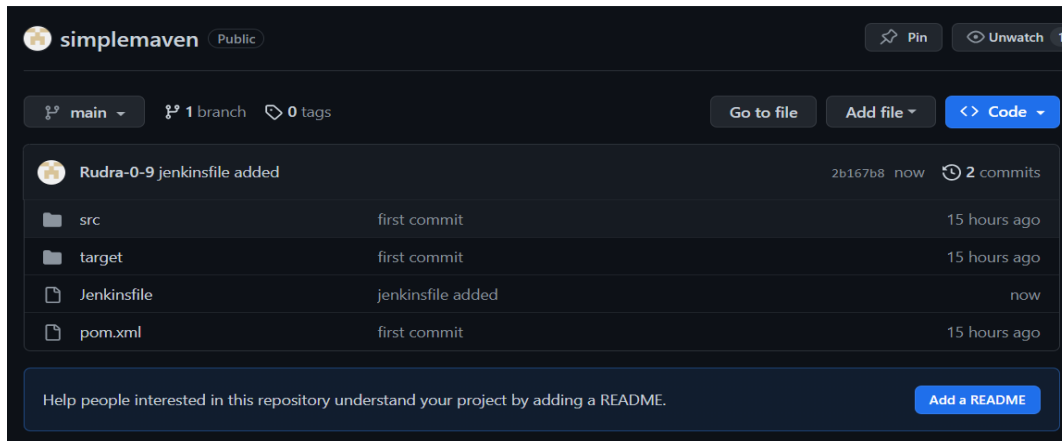 simplemaven Public Pin Unwatch 1
main 1 branch 0 tags Go to file Add file <> Code
Rudra-0-9 jenkinsfile added 2b167b8 now 2 commits
src first commit 15 hours ago
target first commit 15 hours ago
Jenkinsfile jenkinsfile added now
pom.xml first commit 15 hours ago
Help people interested in this repository understand your project by adding a README. Add a README